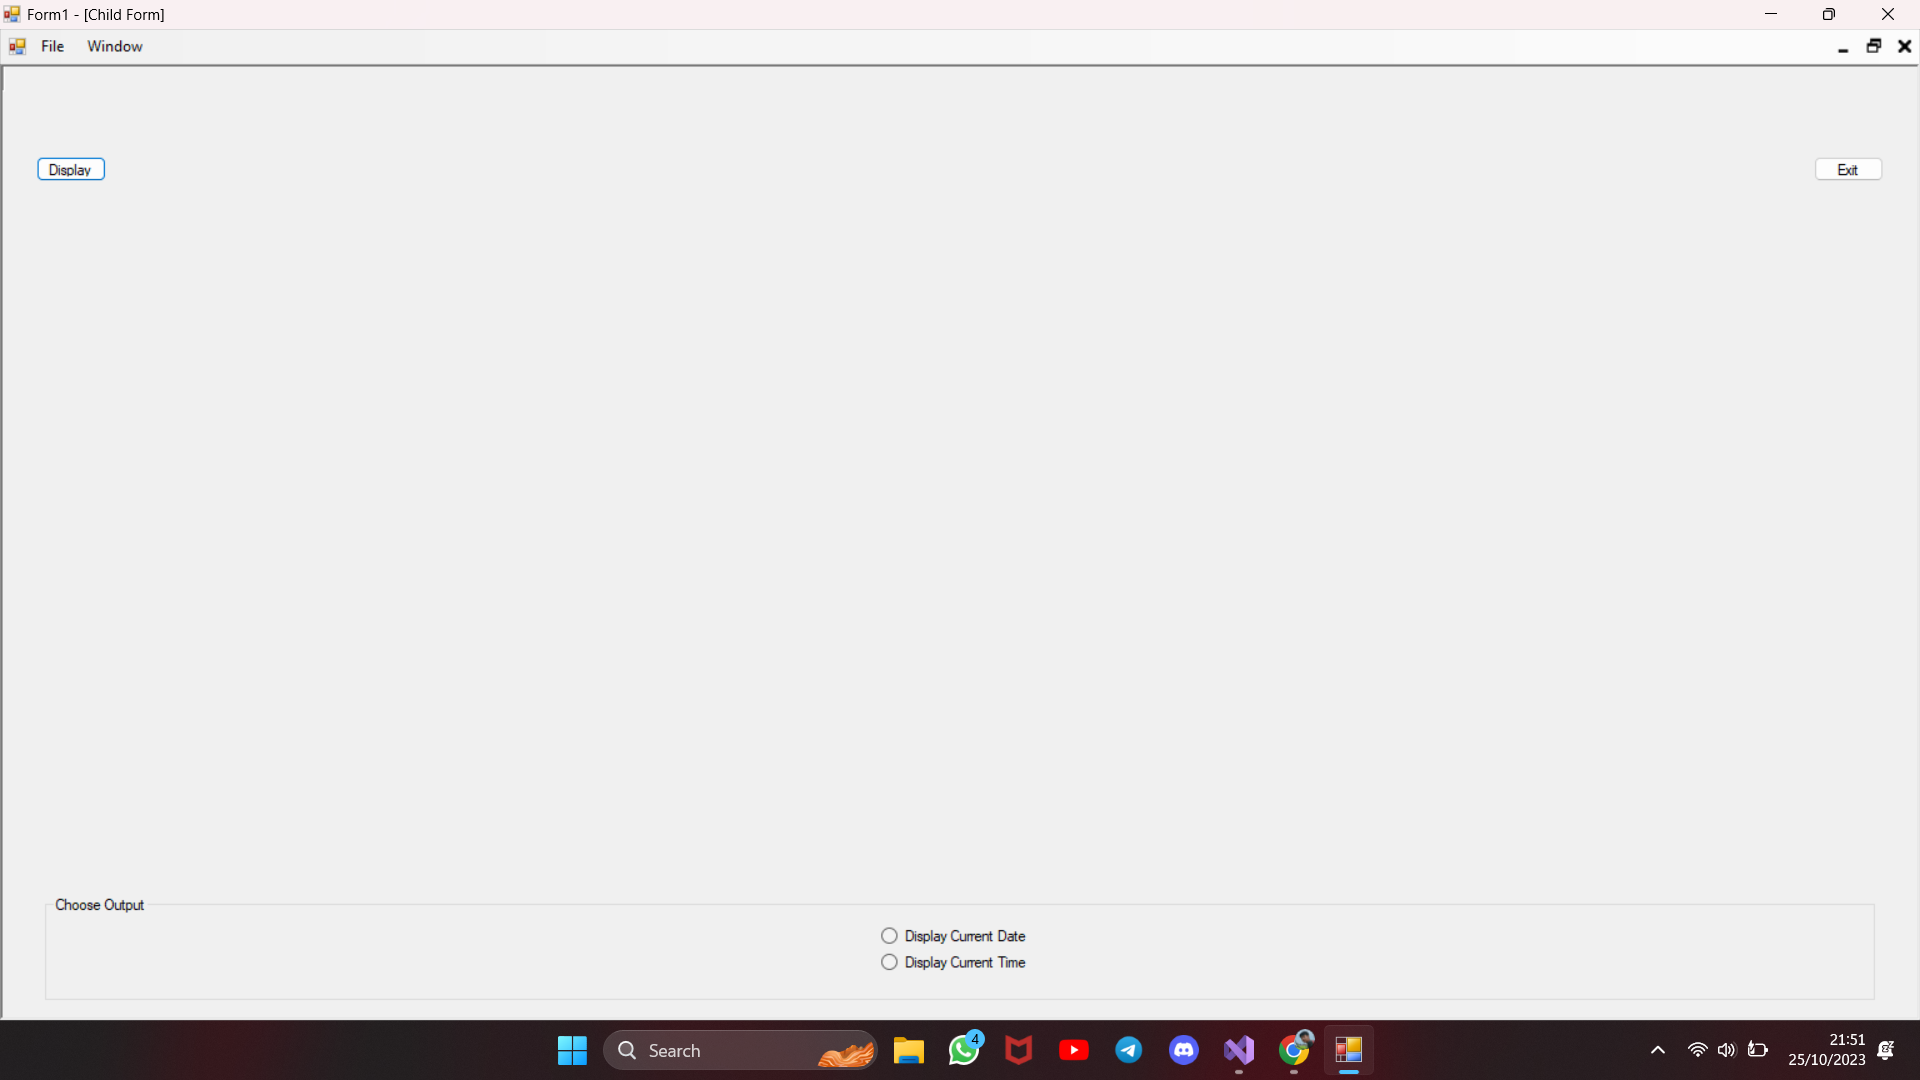 Form1 - [Child Form]
File Window
Display Exit
Choose Output
Display Current Date
Display Current Time
Search
4
21:51
25/10/2023